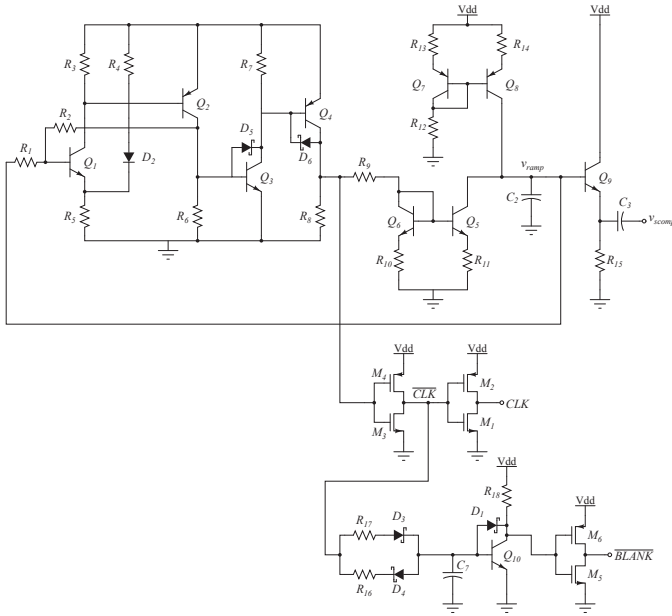 Vdd
Vdd
R3
R4
R7
R13
R14
Q7
Q8
Q2
Q4
R2
D5
R12
R1
Q1
D2
D6
vramp
Q3
R9
Q9
C2
C3
R5
R6
R8
Q6
Q5
vscomp
R10
R11
R15
Vdd
Vdd
M4
CLK
M2
CLK
M3
M1
Vdd
R18
Vdd
D1
R17
D3
M6
Q10
BLANK
R16
D4
C7
M5